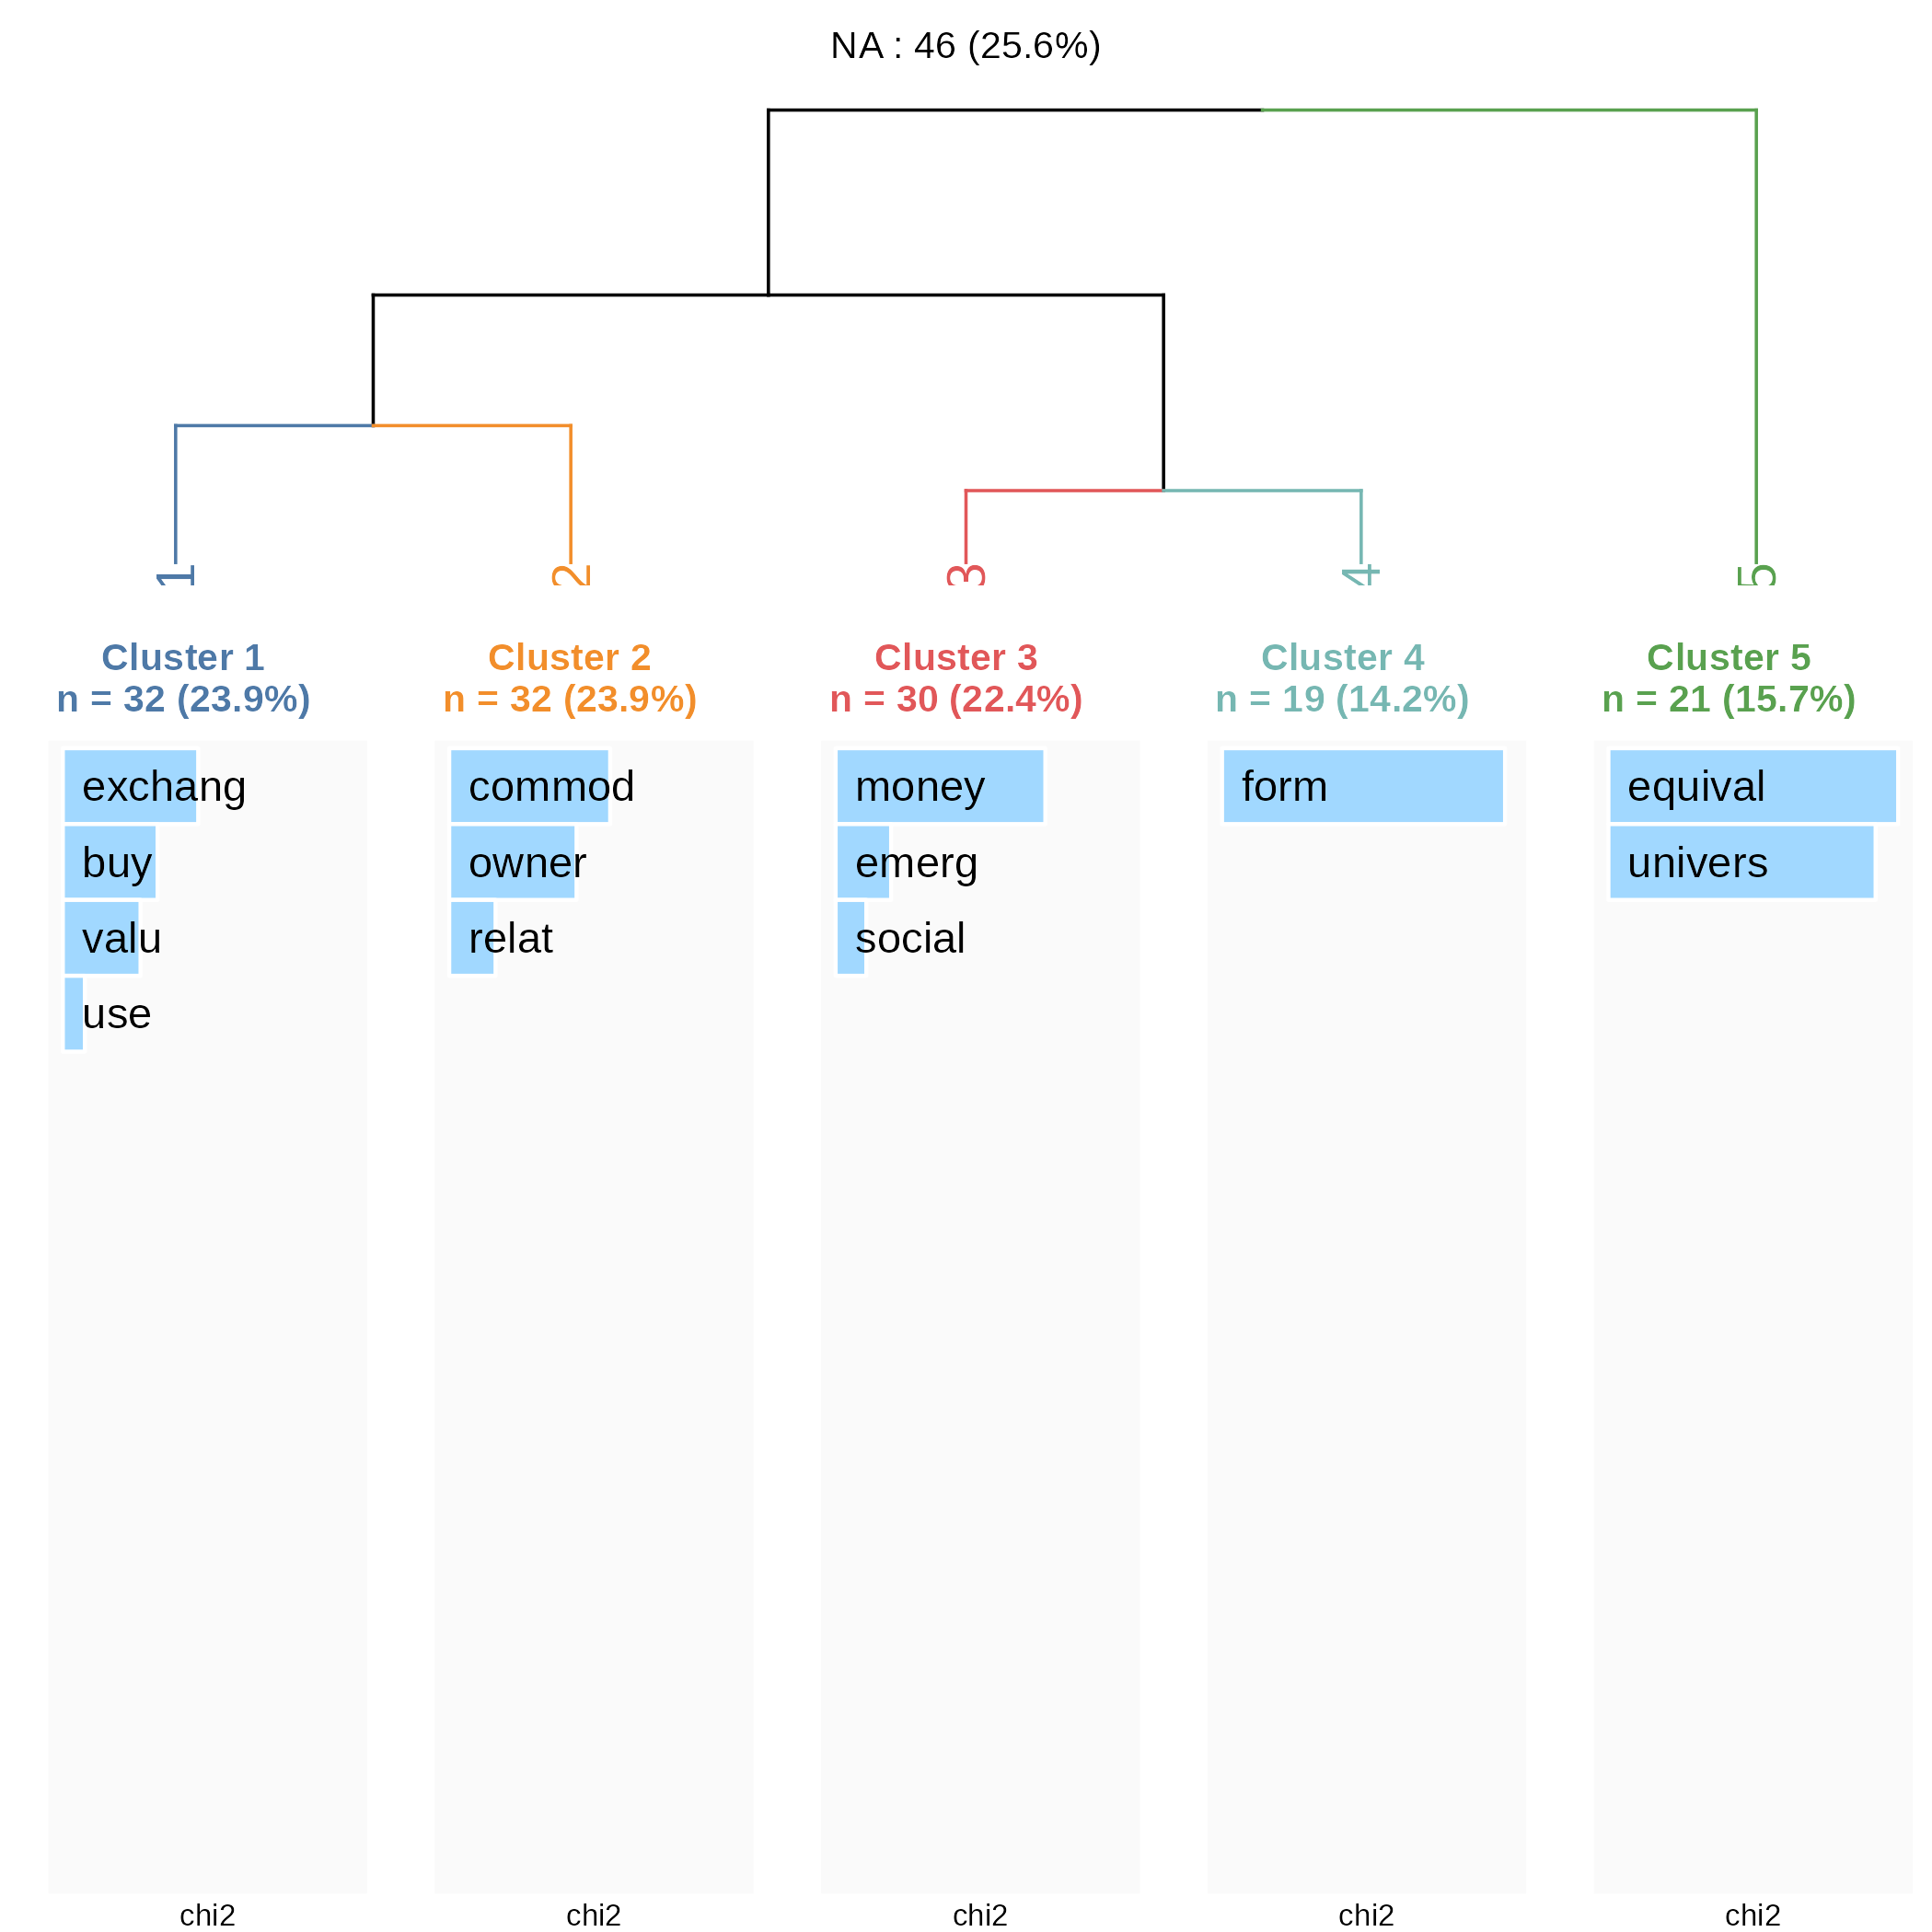 NA : 46 (25.6%)
1 2 3 4 5
Cluster 1
n = 32 (23.9%)
exchang
buy
valu
use
chi2
Cluster 2
n = 32 (23.9%)
commod
owner
relat
chi2
Cluster 3
n = 30 (22.4%)
money
emerg
social
chi2
Cluster 4
n = 19 (14.2%)
form
chi2
Cluster 5
n = 21 (15.7%)
equival
univers
chi2